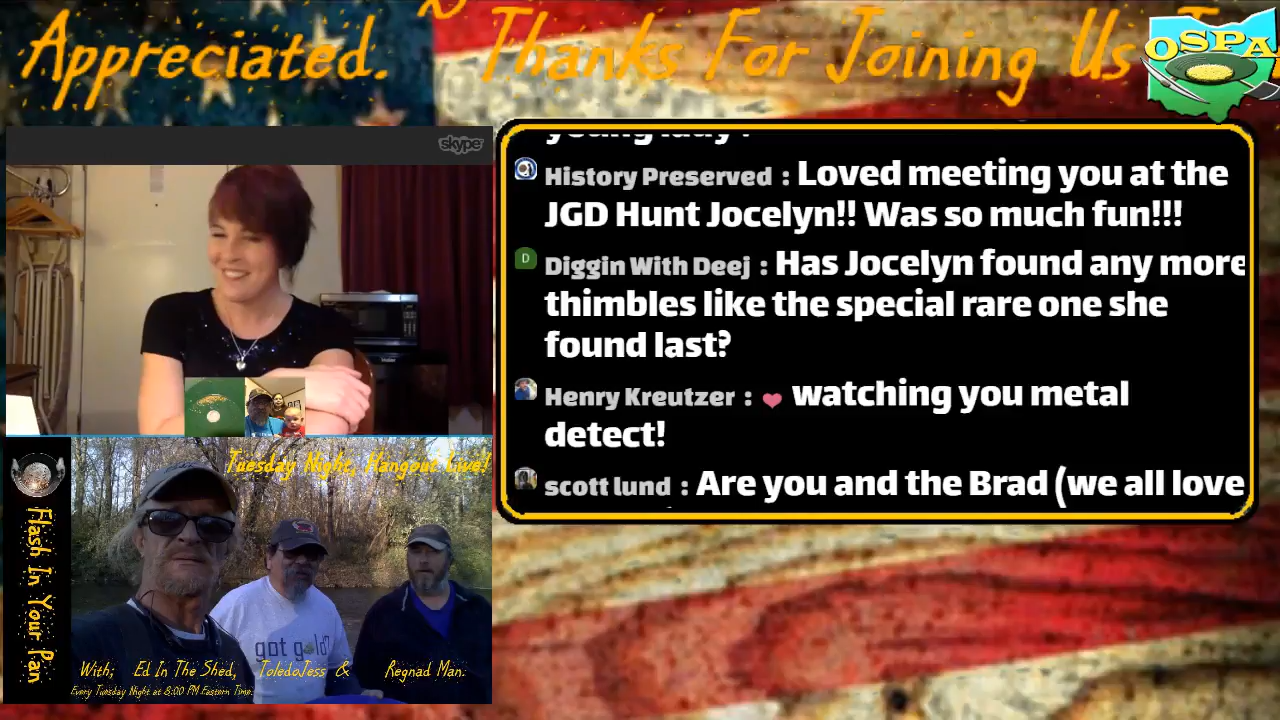 Appreciated. ~ Thanks For Joining Us
OSPA
skype
young lady?
History Preserved : Loved meeting you at the
JGD Hunt Jocelyn!! Was so much fun!!!
D Diggin With Deej : Has Jocelyn found any more
thimbles like the special rare one she
found last?
Henry Kreutzer : ❤ watching you metal
detect!
scott lund : Are you and the Brad (we all love
Tuesday Night, Hangout Live!
Flash In Your Pan
got gold?
With; Ed In The Shed, ToledoJess & Regnad Man.
Every Tuesday Night at 8:00 PM Eastern Time.